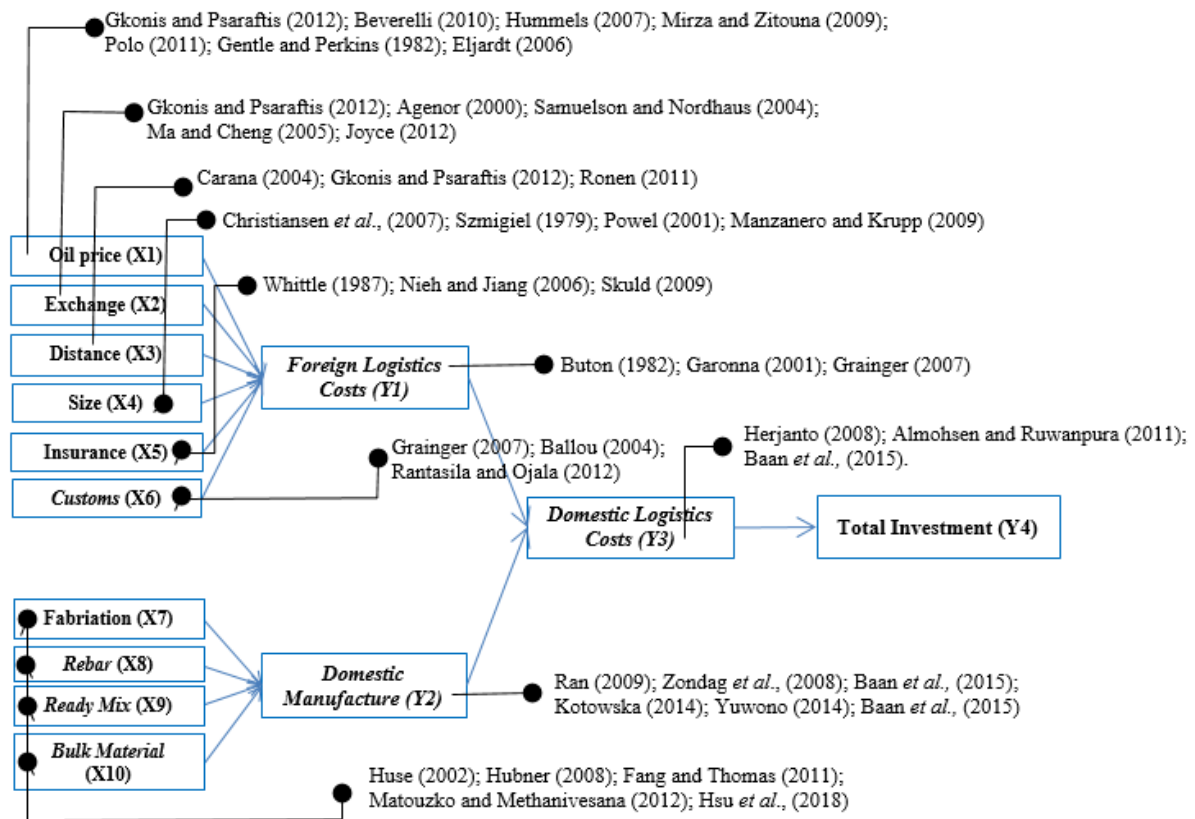 Gkonis and Psaraftis (2012); Beverelli (2010); Hummels (2007); Mirza and Zitouna (2009);
Polo (2011); Gentle and Perkins (1982); Eljardt (2006)
Gkonis and Psaraftis (2012); Agenor (2000); Samuelson and Nordhaus (2004);
Ma and Cheng (2005); Joyce (2012)
Carana (2004); Gkonis and Psaraftis (2012); Ronen (2011)
Christiansen et al., (2007); Szmigiel (1979); Powel (2001); Manzanero and Krupp (2009)
Oil price (X1)
Whittle (1987); Nieh and Jiang (2006); Skuld (2009)
Exchange (X2)
Distance (X3)
Foreign Logistics
Costs (Y1)
Buton (1982); Garonna (2001); Grainger (2007)
Size (X4)
Insurance (X5)
Grainger (2007); Ballou (2004);
Rantasila and Ojala (2012)
Herjanto (2008); Almohsen and Ruwanpura (2011);
Baan et al., (2015).
Customs (X6)
Domestic Logistics
Costs (Y3)
Total Investment (Y4)
Fabriation (X7)
Rebar (X8)
Ready Mix (X9)
Bulk Material
(X10)
Domestic
Manufacture (Y2)
Ran (2009); Zondag et al., (2008); Baan et al., (2015);
Kotowska (2014); Yuwono (2014); Baan et al., (2015)
Huse (2002); Hubner (2008); Fang and Thomas (2011);
Matouzko and Methanivesana (2012); Hsu et al., (2018)